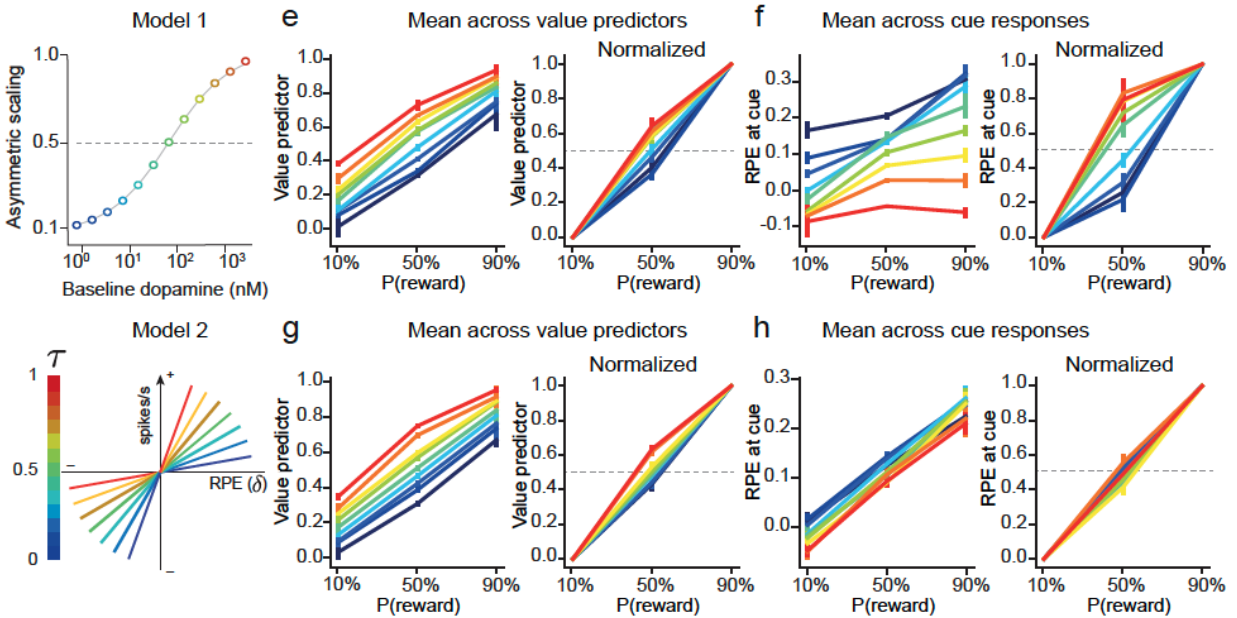 Model 1
Asymmetric scaling
1.0
0.5
0.1
10⁰ 10¹ 10² 10³
Baseline dopamine (nM)
e Mean across value predictors
Value predictor
1.0
0.8
0.6
0.4
0.2
0.0
10% 50% 90%
P(reward)
Normalized
Value predictor
1.0
0.8
0.6
0.4
0.2
0.0
10% 50% 90%
P(reward)
f Mean across cue responses
RPE at cue
0.3
0.2
0.1
0.0
-0.1
10% 50% 90%
P(reward)
Normalized
RPE at cue
1.0
0.8
0.6
0.4
0.2
0.0
10% 50% 90%
P(reward)
Model 2
τ
1
0.5
0
spikes/s
+
−
RPE (δ)
−
g Mean across value predictors
Value predictor
1.0
0.8
0.6
0.4
0.2
0.0
10% 50% 90%
P(reward)
Normalized
Value predictor
1.0
0.8
0.6
0.4
0.2
0.0
10% 50% 90%
P(reward)
h Mean across cue responses
RPE at cue
0.3
0.2
0.1
0.0
10% 50% 90%
P(reward)
Normalized
RPE at cue
1.0
0.8
0.6
0.4
0.2
0.0
10% 50% 90%
P(reward)